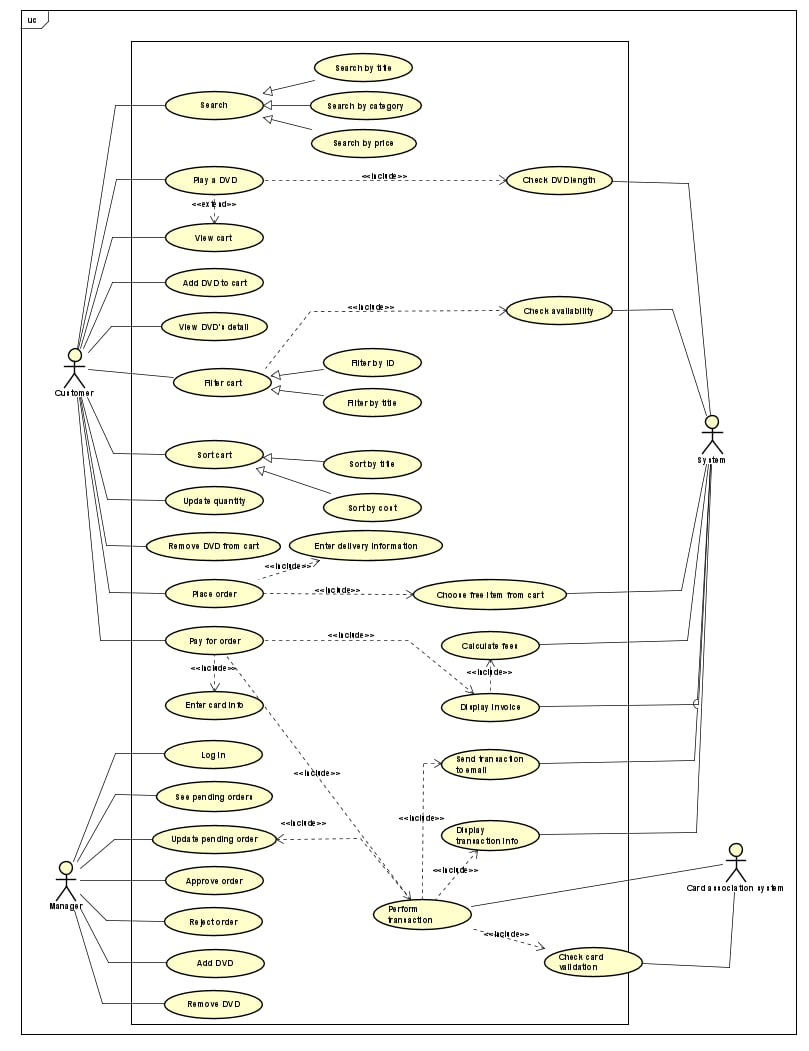 uc
Search by title
Search
Search by category
Search by price
Play a DVD
<<include>>
Check DVD length
<<extend>>
View cart
Add DVD to cart
<<include>>
Check availability
View DVD's detail
Filter by ID
Customer
Filter cart
Filter by title
System
Sort cart
Sort by title
Update quantity
Sort by cost
Remove DVD from cart
Enter delivery information
<<include>>
Place order
<<include>>
Choose free item from cart
Pay for order
<<include>>
Calculate fees
<<include>>
<<include>>
Enter card info
Display invoice
Log in
Send transaction
to email
<<include>>
See pending orders
<<include>>
<<include>>
Update pending order
Display
transaction info
<<include>>
Approve order
Manager
Card association system
Perform
transaction
Reject order
<<include>>
Add DVD
Check card
validation
Remove DVD